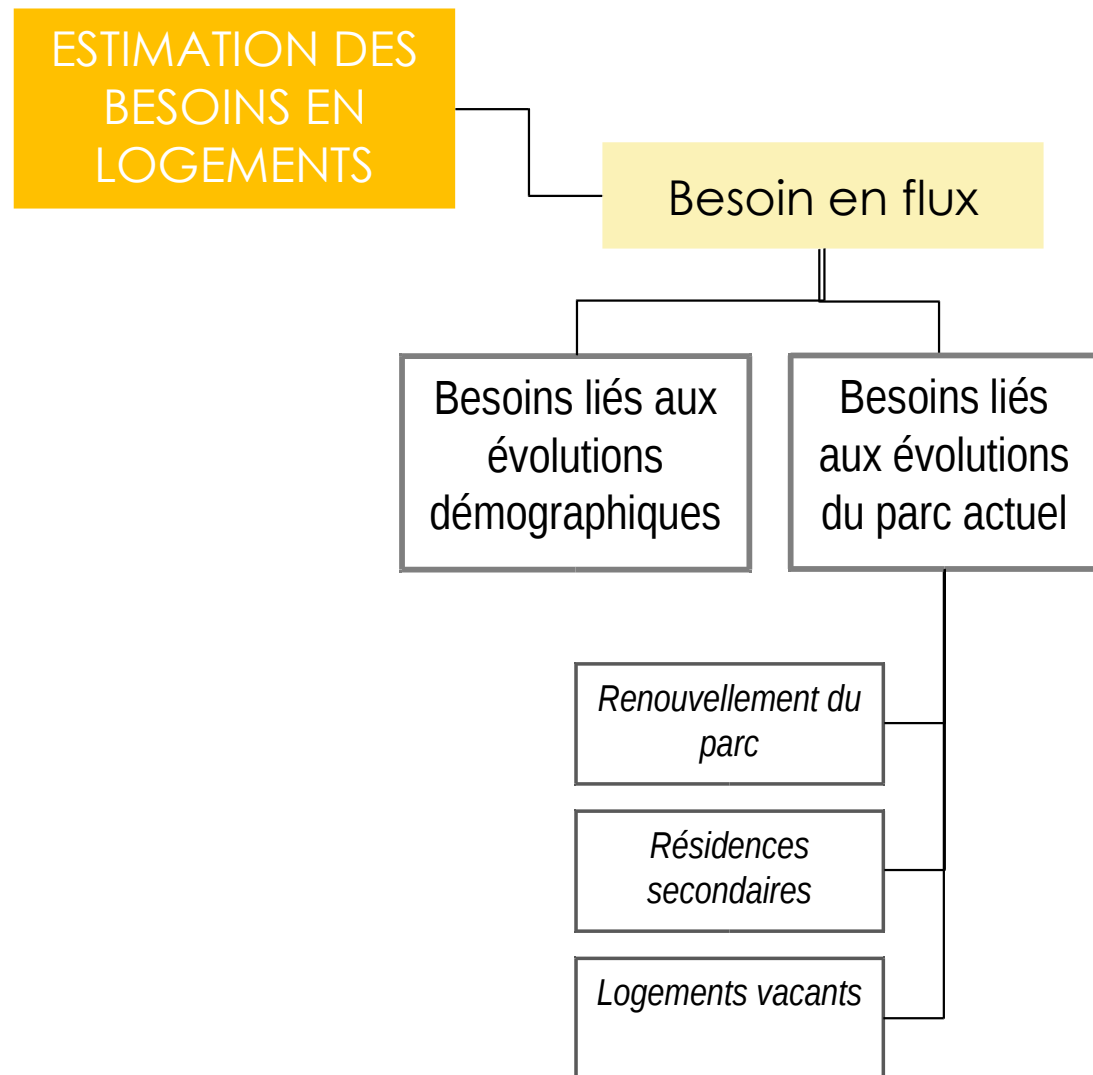 ESTIMATION DES
BESOINS EN
LOGEMENTS
Besoin en flux
Besoins liés aux
évolutions
démographiques
Besoins liés
aux évolutions
du parc actuel
Renouvellement du
parc
Résidences
secondaires
Logements vacants